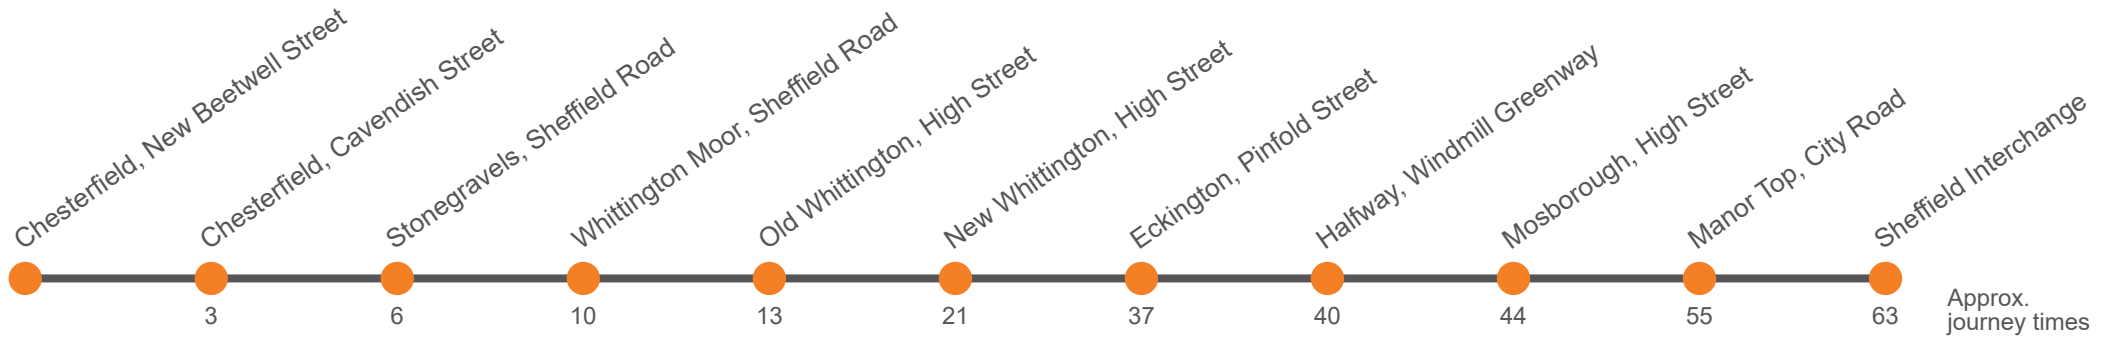 Chesterfield, New Beetwell Street
Chesterfield, Cavendish Street
Stonegravels, Sheffield Road
Whittington Moor, Sheffield Road
Old Whittington, High Street
New Whittington, High Street
Eckington, Pinfold Street
Halfway, Windmill Greenway
Mosborough, High Street
Manor Top, City Road
Sheffield Interchange
3
6
10
13
21
37
40
44
55
63
Approx.
journey times